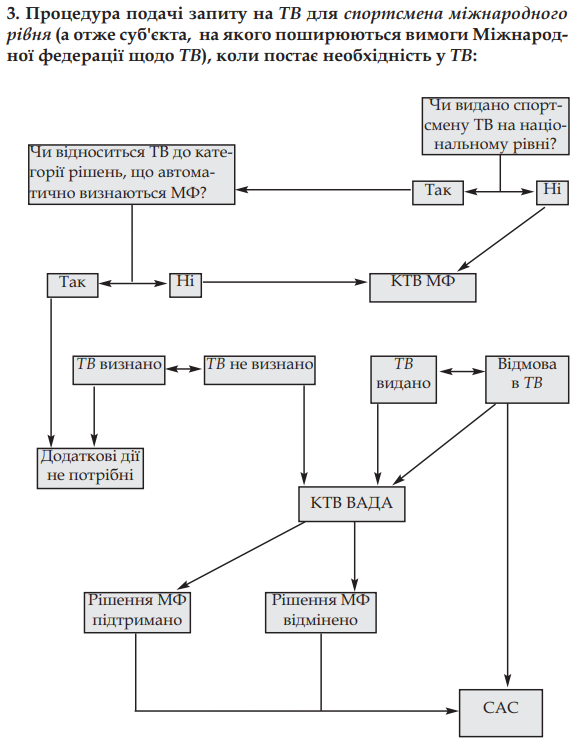 3. Процедура подачі запиту на ТВ для спортсмена міжнародного
рівня (а отже суб'єкта, на якого поширюються вимоги Міжнарод-
ної федерації щодо ТВ), коли постає необхідність у ТВ:
Чи видано спорт-
смену ТВ на націо-
нальному рівні?
Чи відноситься ТВ до кате-
горії рішень, що автома-
тично визнаються МФ?
Так
Ні
Так
Ні
КТВ МФ
ТВ визнано
ТВ не визнано
ТВ
видано
Відмова
в ТВ
Додаткові дії
не потрібні
КТВ ВАДА
Рішення МФ
підтримано
Рішення МФ
відмінено
САС